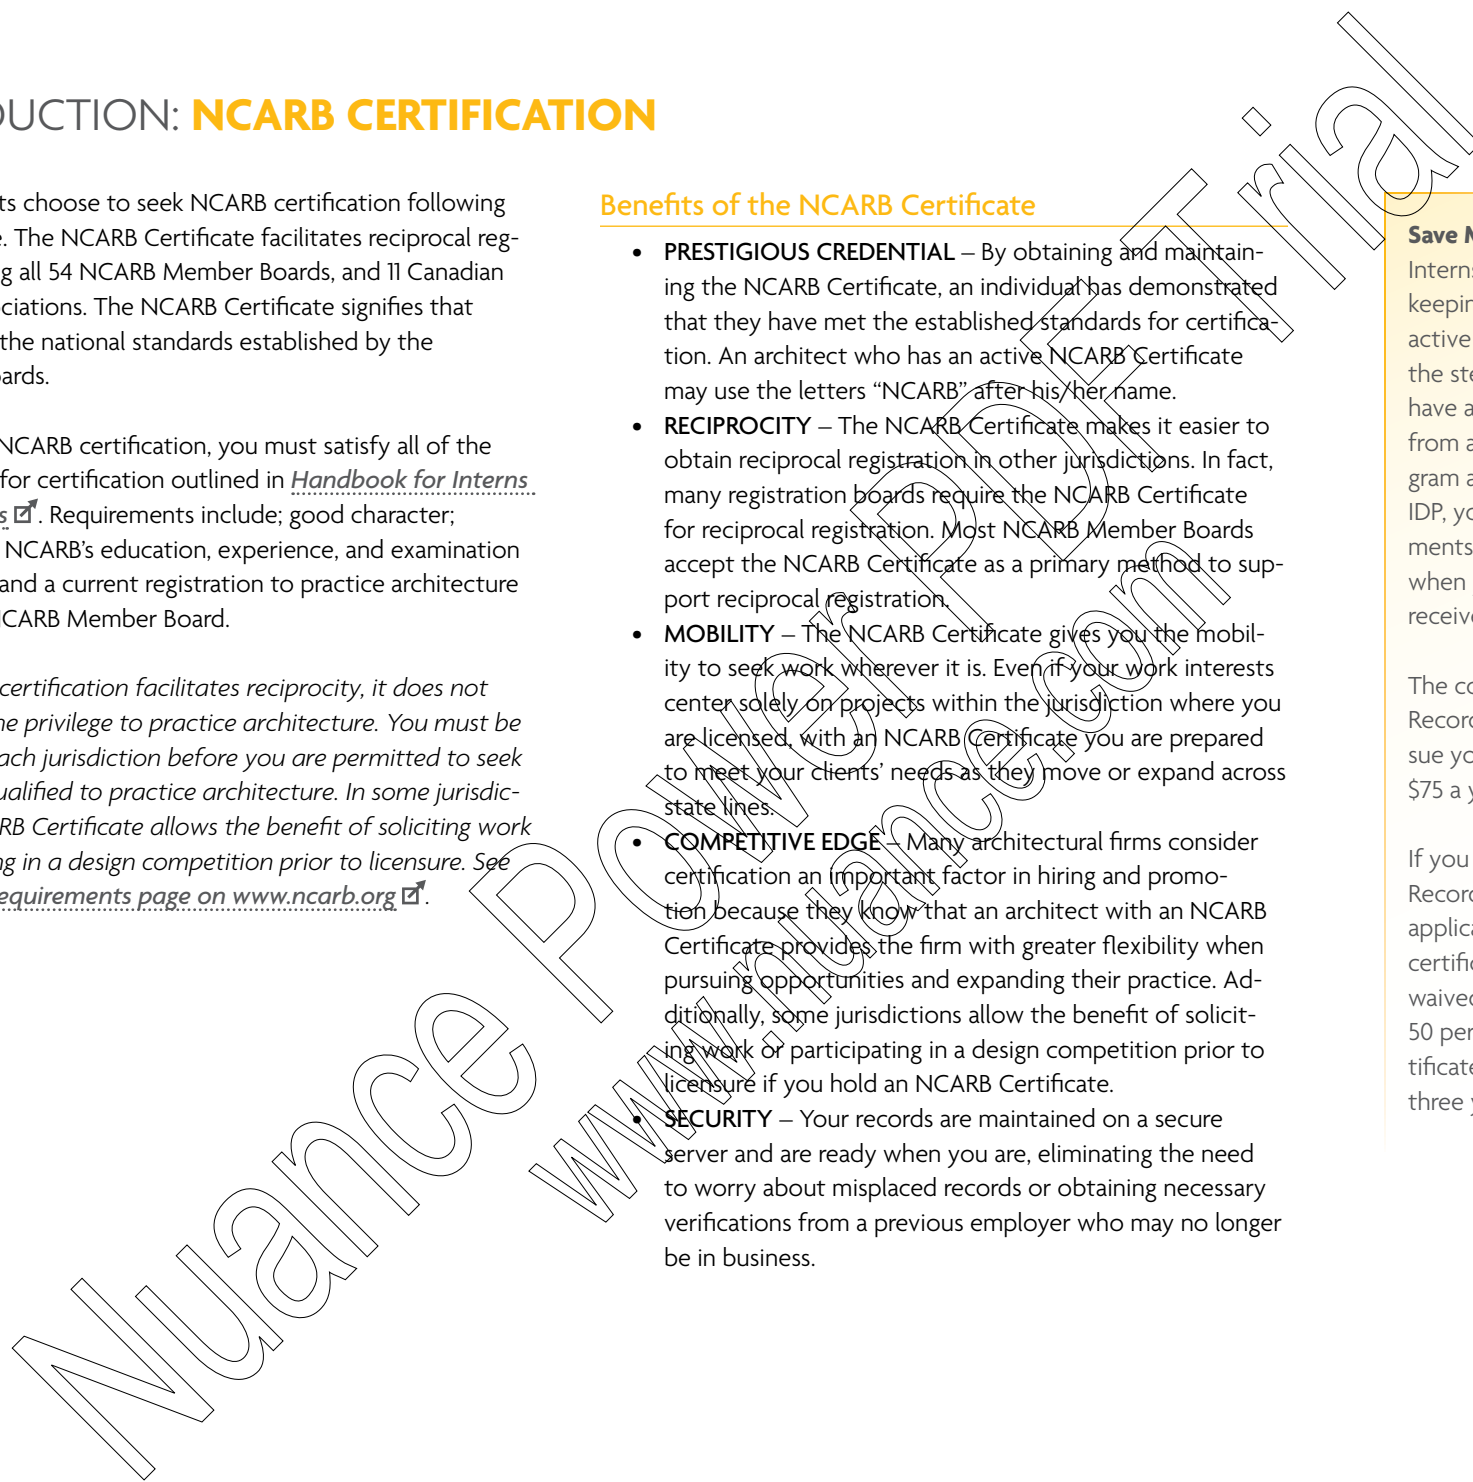 DUCTION: NCARB CERTIFICATION
ts choose to seek NCARB certification following
e. The NCARB Certificate facilitates reciprocal reg-
g all 54 NCARB Member Boards, and 11 Canadian
ciations. The NCARB Certificate signifies that
the national standards established by the
ards.
NCARB certification, you must satisfy all of the
for certification outlined in Handbook for Interns
s. Requirements include; good character;
NCARB’s education, experience, and examination
and a current registration to practice architecture
NCARB Member Board.
certification facilitates reciprocity, it does not
ne privilege to practice architecture. You must be
ach jurisdiction before you are permitted to seek
ualified to practice architecture. In some jurisdic-
RB Certificate allows the benefit of soliciting work
ng in a design competition prior to licensure. See
equirements page on www.ncarb.org.
Benefits of the NCARB Certificate
• PRESTIGIOUS CREDENTIAL – By obtaining and maintain-
ing the NCARB Certificate, an individual has demonstrated
that they have met the established standards for certifica-
tion. An architect who has an active NCARB Certificate
may use the letters “NCARB” after his/her name.
• RECIPROCITY – The NCARB Certificate makes it easier to
obtain reciprocal registration in other jurisdictions. In fact,
many registration boards require the NCARB Certificate
for reciprocal registration. Most NCARB Member Boards
accept the NCARB Certificate as a primary method to sup-
port reciprocal registration.
• MOBILITY – The NCARB Certificate gives you the mobil-
ity to seek work wherever it is. Even if your work interests
center solely on projects within the jurisdiction where you
are licensed, with an NCARB Certificate you are prepared
to meet your clients’ needs as they move or expand across
state lines.
• COMPETITIVE EDGE – Many architectural firms consider
certification an important factor in hiring and promo-
tion because they know that an architect with an NCARB
Certificate provides the firm with greater flexibility when
pursuing opportunities and expanding their practice. Ad-
ditionally, some jurisdictions allow the benefit of solicit-
ing work or participating in a design competition prior to
licensure if you hold an NCARB Certificate.
• SECURITY – Your records are maintained on a secure
server and are ready when you are, eliminating the need
to worry about misplaced records or obtaining necessary
verifications from a previous employer who may no longer
be in business.
Save M
Interns
keepin
active
the ste
have a
from a
gram a
IDP, yo
ments
when
receive
The co
Record
sue yo
$75 a y
If you
Record
applica
certific
waived
50 per
tificate
three y
Nuance Power PDF Trial
www.nuance.com